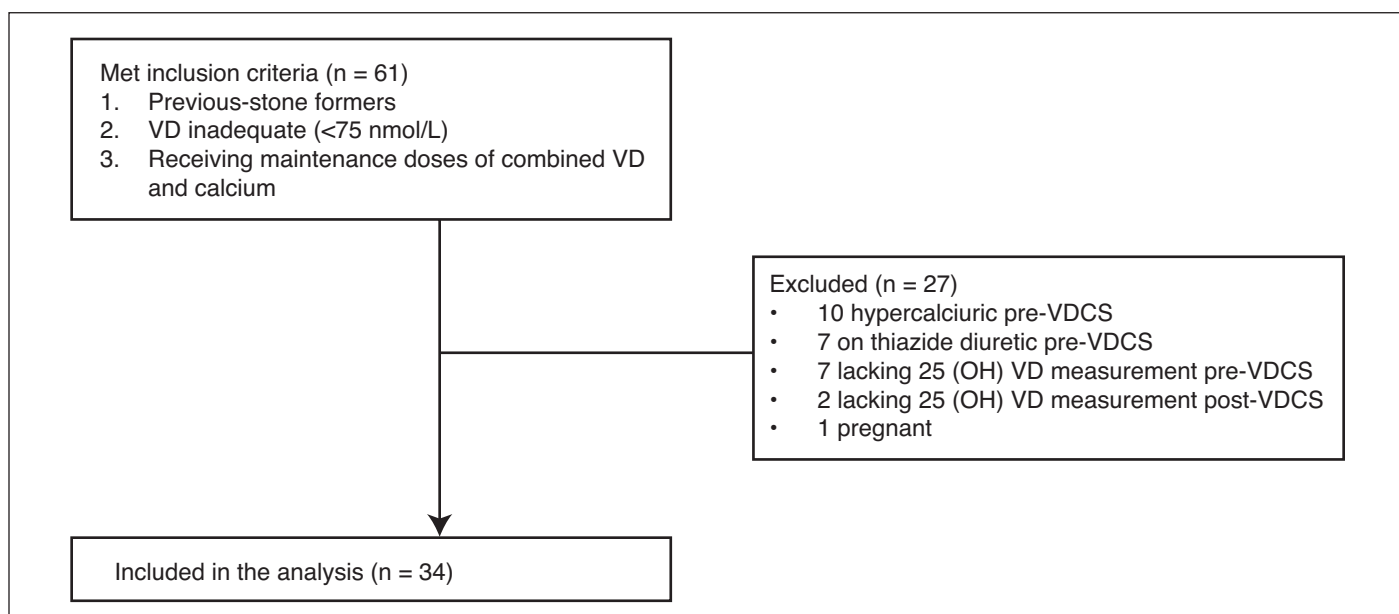 Met inclusion criteria (n = 61)
1. Previous-stone formers
2. VD inadequate (<75 nmol/L)
3. Receiving maintenance doses of combined VD
and calcium
Excluded (n = 27)
• 10 hypercalciuric pre-VDCS
• 7 on thiazide diuretic pre-VDCS
• 7 lacking 25 (OH) VD measurement pre-VDCS
• 2 lacking 25 (OH) VD measurement post-VDCS
• 1 pregnant
Included in the analysis (n = 34)